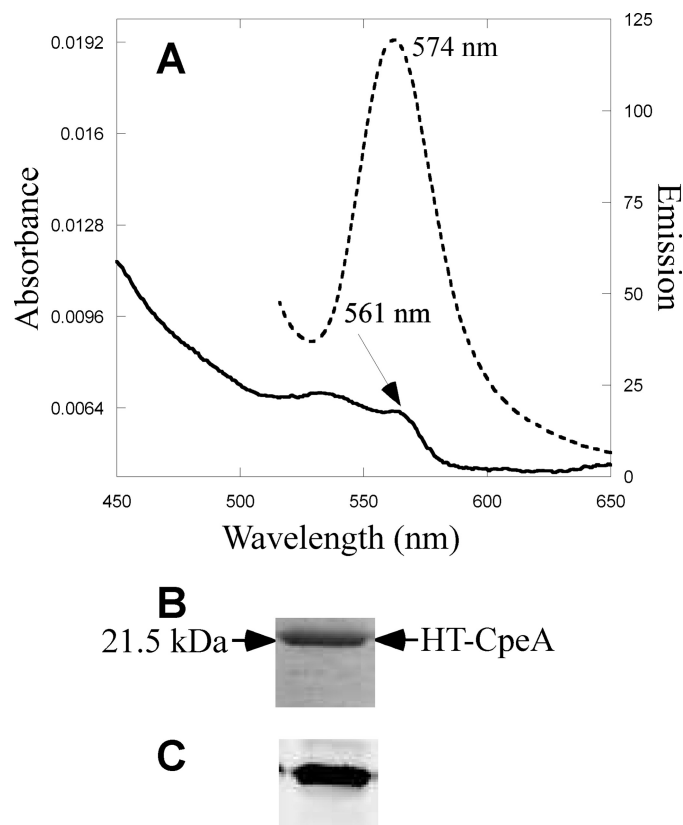 A
574 nm
561 nm
0.0192
0.016
0.0128
0.0096
0.0064
Absorbance
125
100
75
50
25
0
Emission
450 500 550 600 650
Wavelength (nm)
B
21.5 kDa HT-CpeA
C